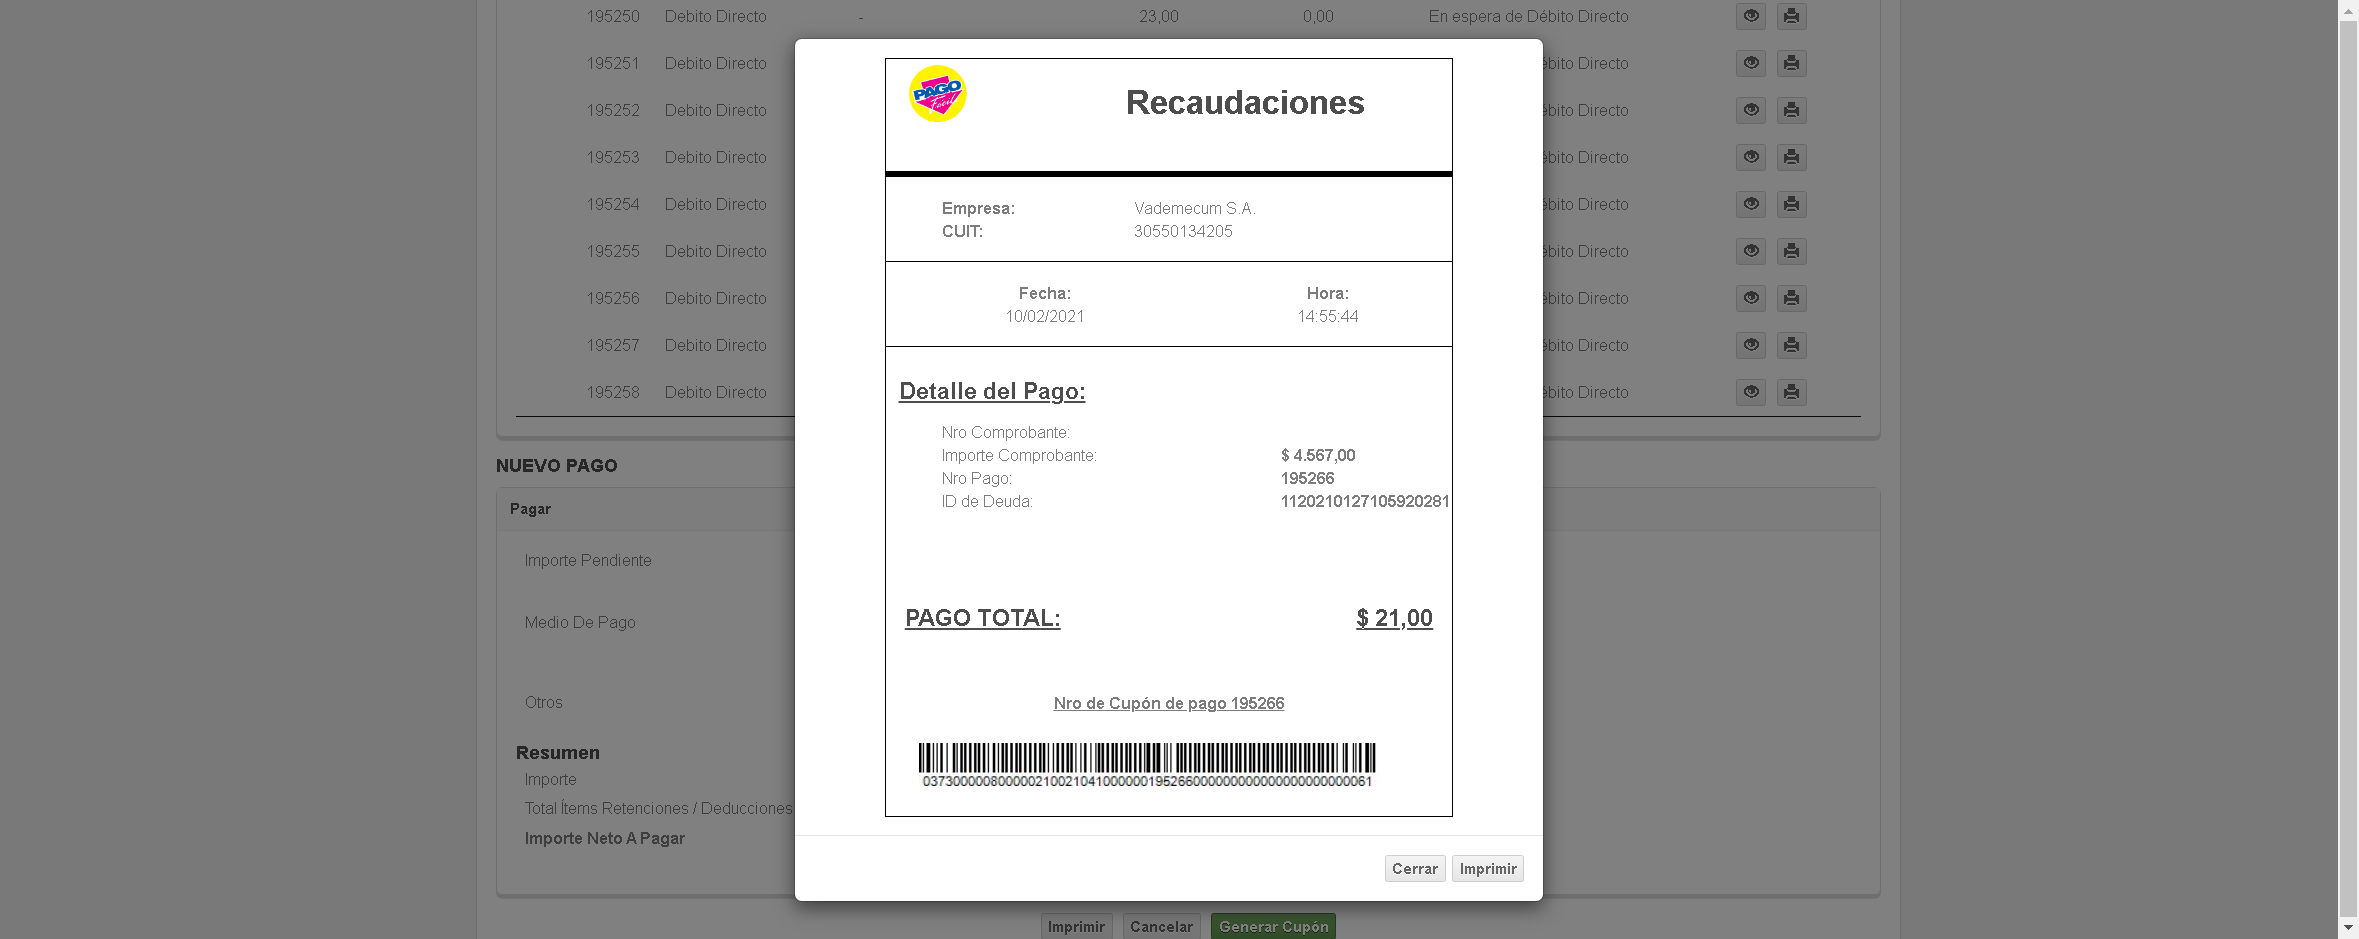 195250 Debito Directo - 23,00 0,00 En espera de Débito Directo
195251 Debito Directo ébito Directo
195252 Debito Directo ébito Directo
195253 Debito Directo ébito Directo
195254 Debito Directo ébito Directo
195255 Debito Directo ébito Directo
195256 Debito Directo ébito Directo
195257 Debito Directo ébito Directo
195258 Debito Directo ébito Directo
NUEVO PAGO
Pagar
Importe Pendiente
Medio De Pago
Otros
Resumen
Importe
Total Ítems Retenciones / Deducciones
Importe Neto A Pagar
Imprimir Cancelar Generar Cupón
PAGO
Fácil
Recaudaciones
Empresa: Vademecum S.A.
CUIT: 30550134205
Fecha: Hora:
10/02/2021 14:55:44
Detalle del Pago:
Nro Comprobante:
Importe Comprobante: $ 4.567,00
Nro Pago: 195266
ID de Deuda: 1120210127105920281
PAGO TOTAL: $ 21,00
Nro de Cupón de pago 195266
Cerrar Imprimir